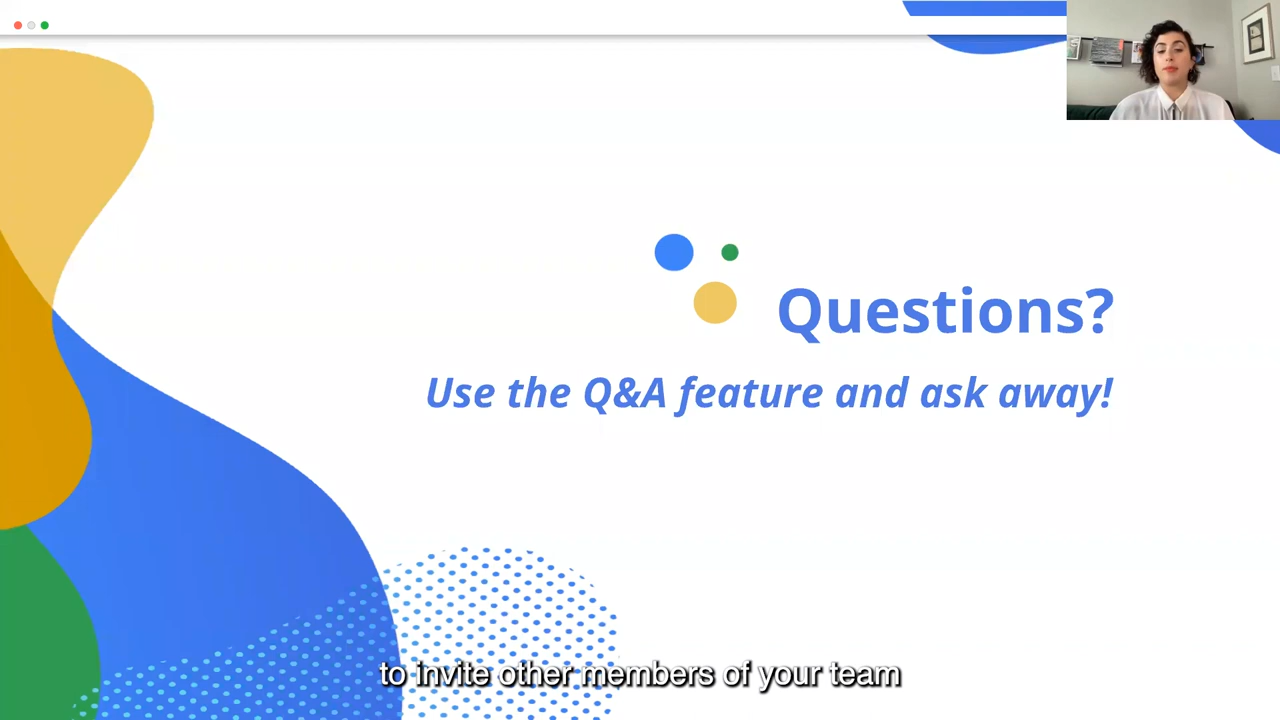 Questions?
Use the Q&A feature and ask away!
to invite other members of your team